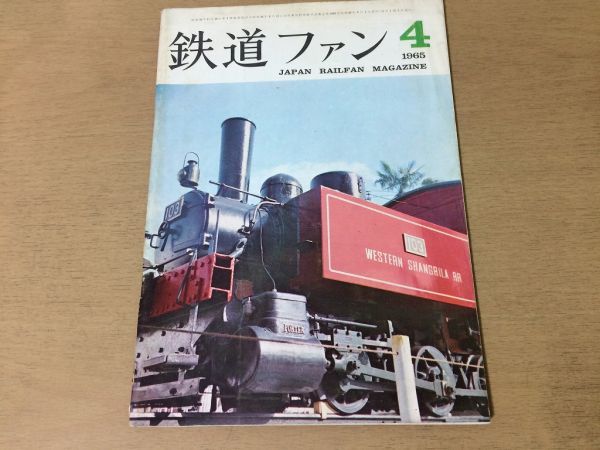 鉄道ファン 4
1965
JAPAN RAILFAN MAGAZINE
103
103
WESTERN SHANGRILA RR